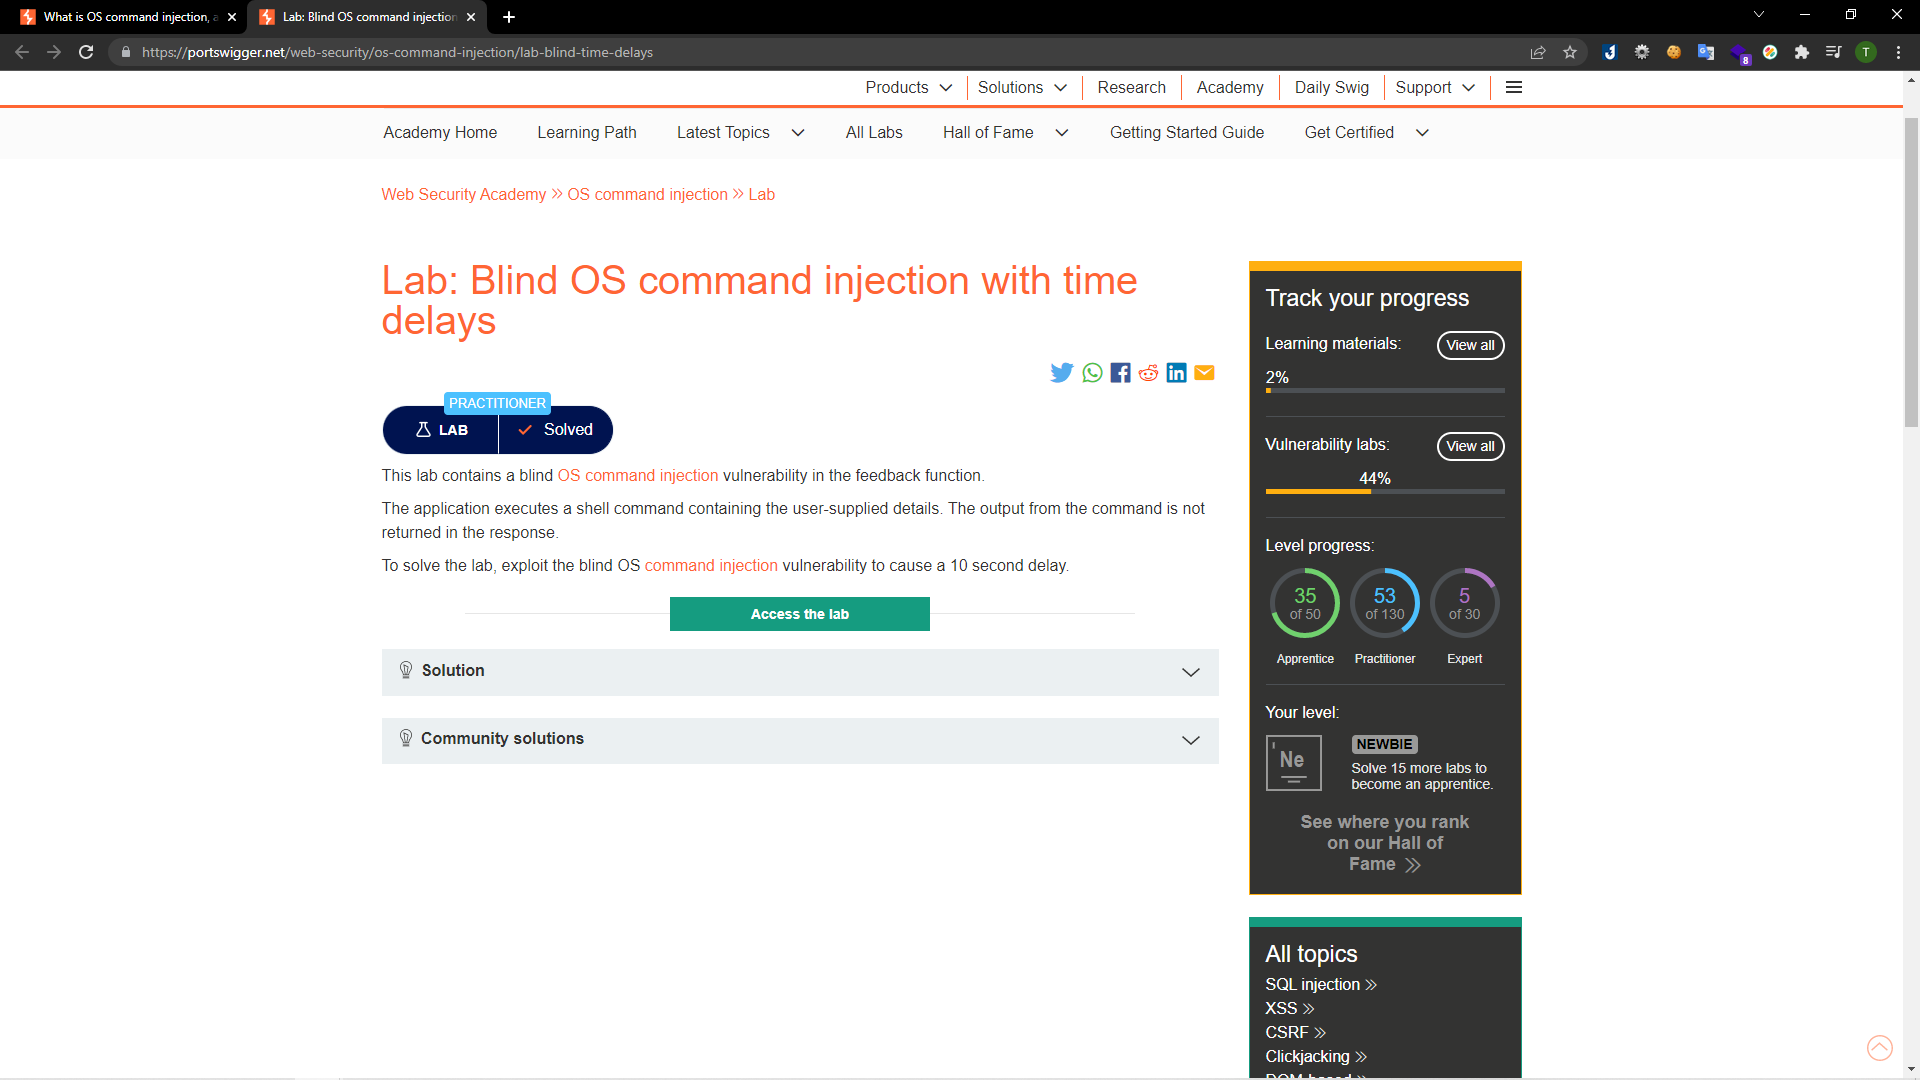 What is OS command injection, a
Lab: Blind OS command injection
https://portswigger.net/web-security/os-command-injection/lab-blind-time-delays
8
T
Products
Solutions
Research
Academy
Daily Swig
Support
Academy Home
Learning Path
Latest Topics
All Labs
Hall of Fame
Getting Started Guide
Get Certified
Web Security Academy » OS command injection » Lab
Lab: Blind OS command injection with time
delays
PRACTITIONER
LAB
Solved
This lab contains a blind OS command injection vulnerability in the feedback function.
The application executes a shell command containing the user-supplied details. The output from the command is not
returned in the response.
To solve the lab, exploit the blind OS command injection vulnerability to cause a 10 second delay.
Access the lab
Solution
Community solutions
Track your progress
Learning materials:
View all
2%
Vulnerability labs:
View all
44%
Level progress:
35
of 50
Apprentice
53
of 130
Practitioner
5
of 30
Expert
Your level:
Ne
NEWBIE
Solve 15 more labs to
become an apprentice.
See where you rank
on our Hall of
Fame »
All topics
SQL injection »
XSS »
CSRF »
Clickjacking »